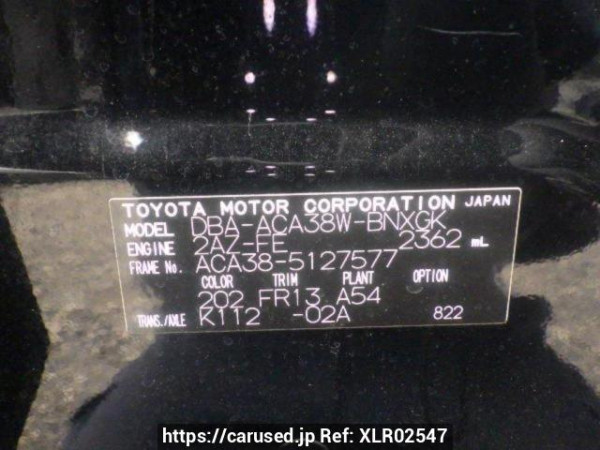 TOYOTA MOTOR CORPORATION JAPAN
MODEL DBA-ACA38W-BNXGK
ENGINE 2AZ-FE 2362 mL
FRAME No. ACA38-5127577
COLOR TRIM PLANT OPTION
202 FR13 A54
TRANS./AXLE K112 -02A 822
https://carused.jp Ref: XLR02547